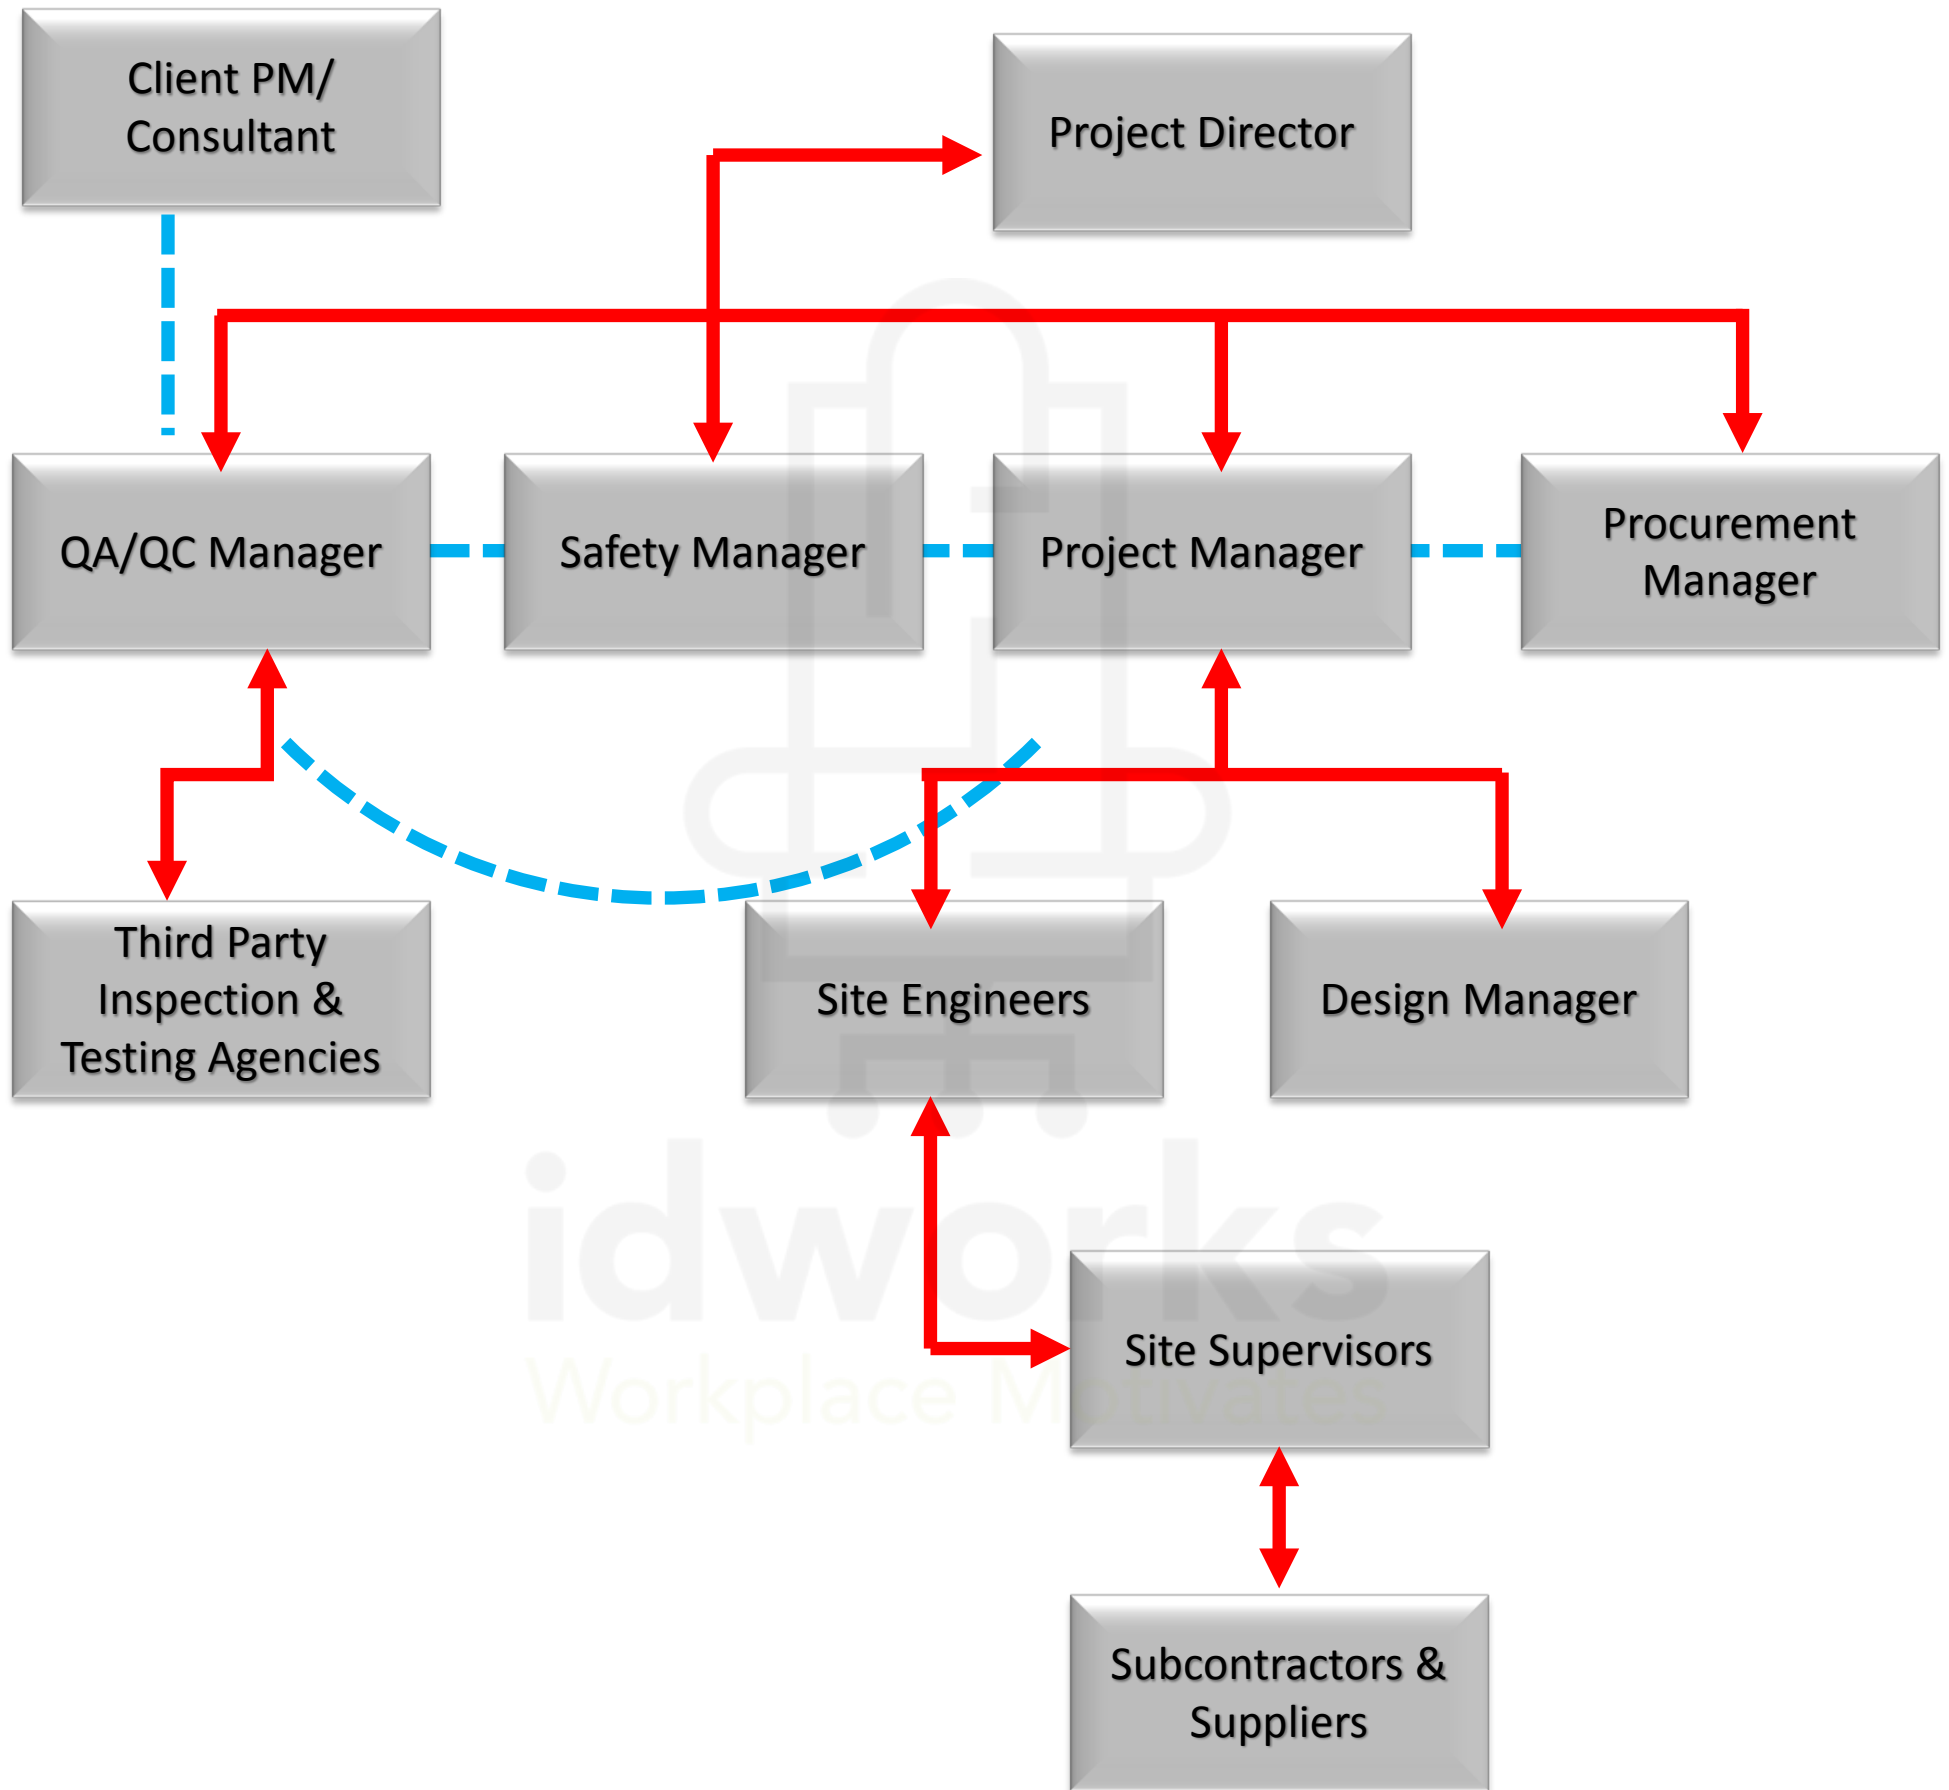 Client PM/
Consultant
Project Director
QA/QC Manager
Safety Manager
Project Manager
Procurement
Manager
Third Party
Inspection &
Testing Agencies
Site Engineers
Design Manager
idworks
Workplace Motivates
Site Supervisors
Subcontractors &
Suppliers